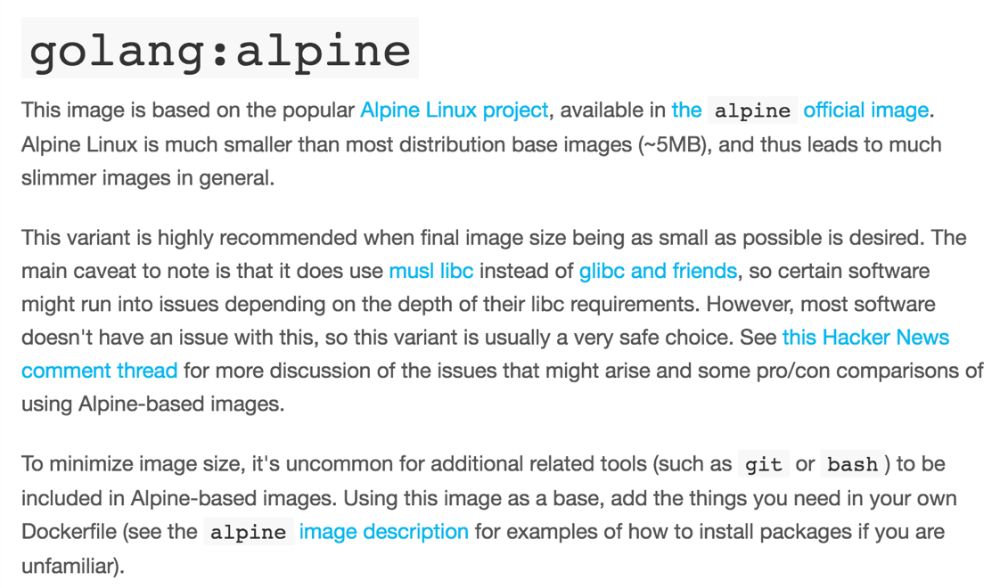 golang:alpine
This image is based on the popular Alpine Linux project, available in the alpine official image.
Alpine Linux is much smaller than most distribution base images (~5MB), and thus leads to much
slimmer images in general.
This variant is highly recommended when final image size being as small as possible is desired. The
main caveat to note is that it does use musl libc instead of glibc and friends, so certain software
might run into issues depending on the depth of their libc requirements. However, most software
doesn't have an issue with this, so this variant is usually a very safe choice. See this Hacker News
comment thread for more discussion of the issues that might arise and some pro/con comparisons of
using Alpine-based images.
To minimize image size, it's uncommon for additional related tools (such as git or bash) to be
included in Alpine-based images. Using this image as a base, add the things you need in your own
Dockerfile (see the alpine image description for examples of how to install packages if you are
unfamiliar).